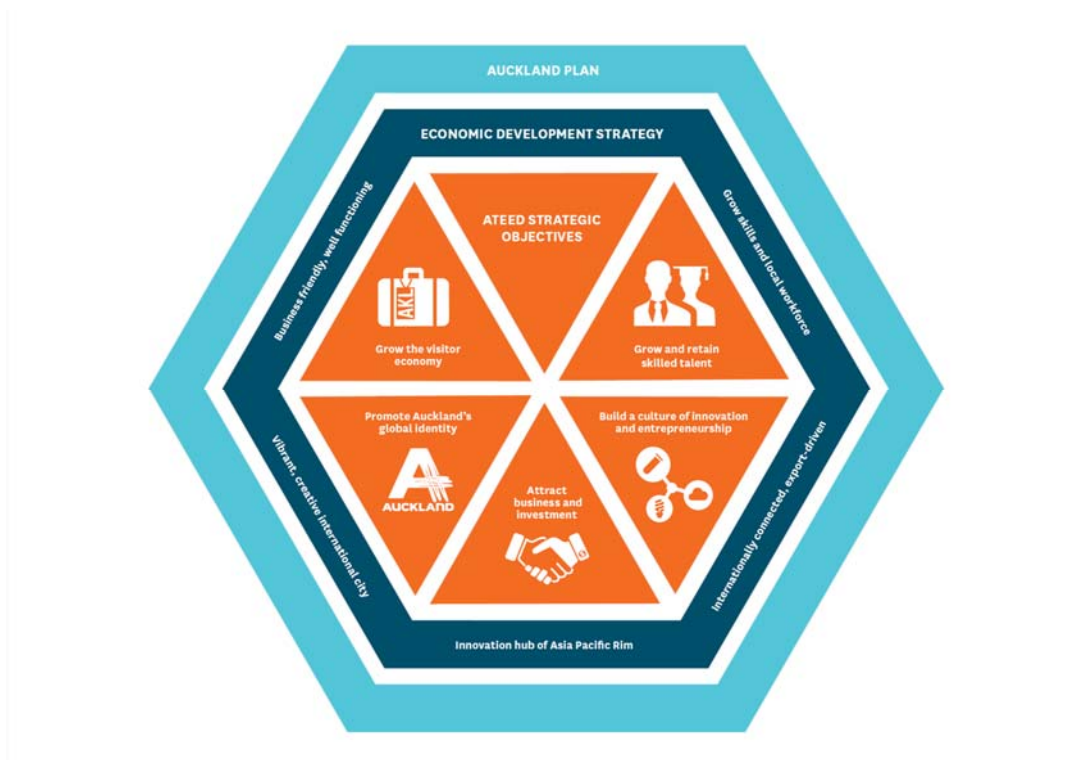 AUCKLAND PLAN
ECONOMIC DEVELOPMENT STRATEGY
Business friendly, well functioning
Grow skills and local workforce
ATEED STRATEGIC
OBJECTIVES
AKL
Grow the visitor
economy
Grow and retain
skilled talent
Promote Auckland's
global identity
AUCKLAND
Attract
business and
investment
Build a culture of innovation
and entrepreneurship
Vibrant, creative international city
Internationally connected, export-driven
Innovation hub of Asia Pacific Rim